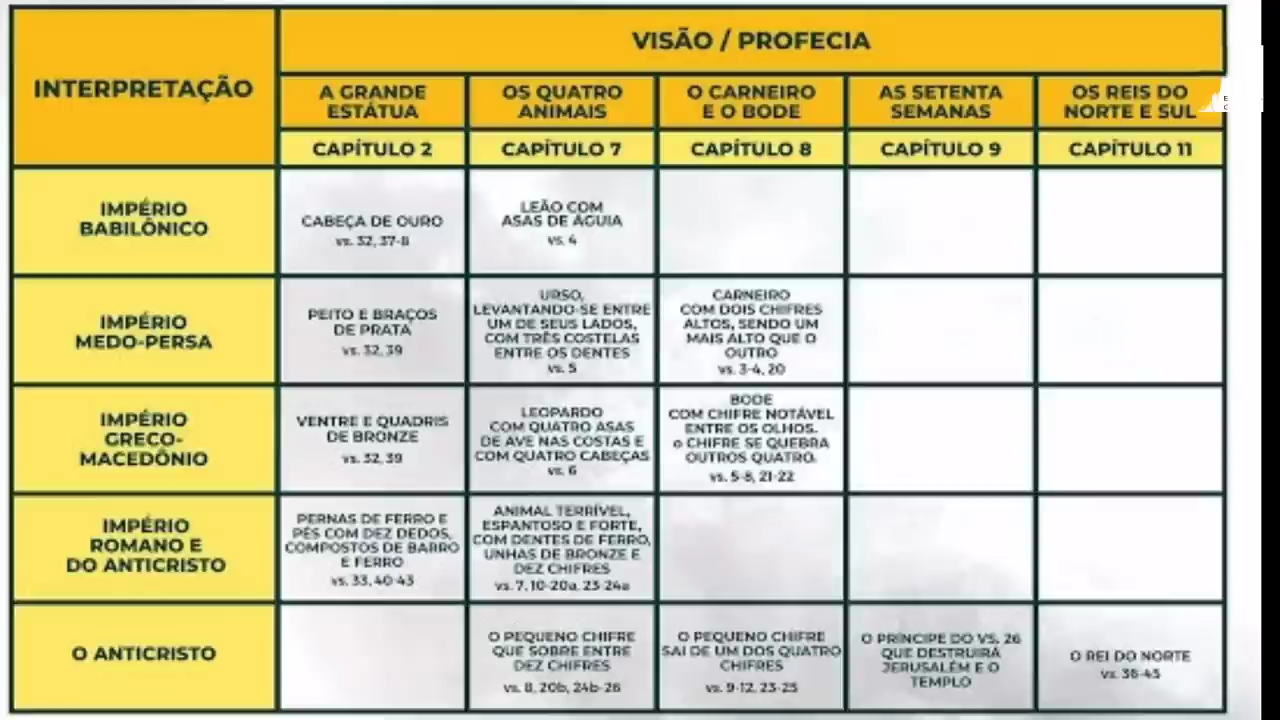 INTERPRETAÇÃO
VISÃO / PROFECIA
A GRANDE
ESTÁTUA
OS QUATRO
ANIMAIS
O CARNEIRO
E O BODE
AS SETENTA
SEMANAS
OS REIS DO
NORTE E SUL
CAPÍTULO 2
CAPÍTULO 7
CAPÍTULO 8
CAPÍTULO 9
CAPÍTULO 11
IMPÉRIO
BABILÔNICO
CABEÇA DE OURO
vs. 32, 37-8
LEÃO COM
ASAS DE ÁGUIA
vs. 4
IMPÉRIO
MEDO-PERSA
PEITO E BRAÇOS
DE PRATA
vs. 32, 39
URSO,
LEVANTANDO-SE ENTRE
UM DE SEUS LADOS,
COM TRÊS COSTELAS
ENTRE OS DENTES
vs. 5
CARNEIRO
COM DOIS CHIFRES
ALTOS, SENDO UM
MAIS ALTO QUE O
OUTRO
vs. 3-4, 20
IMPÉRIO
GRECO-
MACEDÔNIO
VENTRE E QUADRIS
DE BRONZE
vs. 32, 39
LEOPARDO
COM QUATRO ASAS
DE AVE NAS COSTAS E
COM QUATRO CABEÇAS
vs. 6
BODE
COM CHIFRE NOTÁVEL
ENTRE OS OLHOS.
o CHIFRE SE QUEBRA
OUTROS QUATRO.
vs. 5-8, 21-22
IMPÉRIO
ROMANO E
DO ANTICRISTO
PERNAS DE FERRO E
PÉS COM DEZ DEDOS,
COMPOSTOS DE BARRO
E FERRO
vs. 33, 40-43
ANIMAL TERRÍVEL,
ESPANTOSO E FORTE,
COM DENTES DE FERRO,
UNHAS DE BRONZE E
DEZ CHIFRES
vs. 7, 10-20a, 23-24a
O ANTICRISTO
O PEQUENO CHIFRE
QUE SOBRE ENTRE
DEZ CHIFRES
vs. 8, 20b, 24b-26
O PEQUENO CHIFRE
SAI DE UM DOS QUATRO
CHIFRES
vs. 9-12, 23-25
O PRÍNCIPE DO VS. 26
QUE DESTRUIRÁ
JERUSALÉM E O
TEMPLO
O REI DO NORTE
vs. 36-45